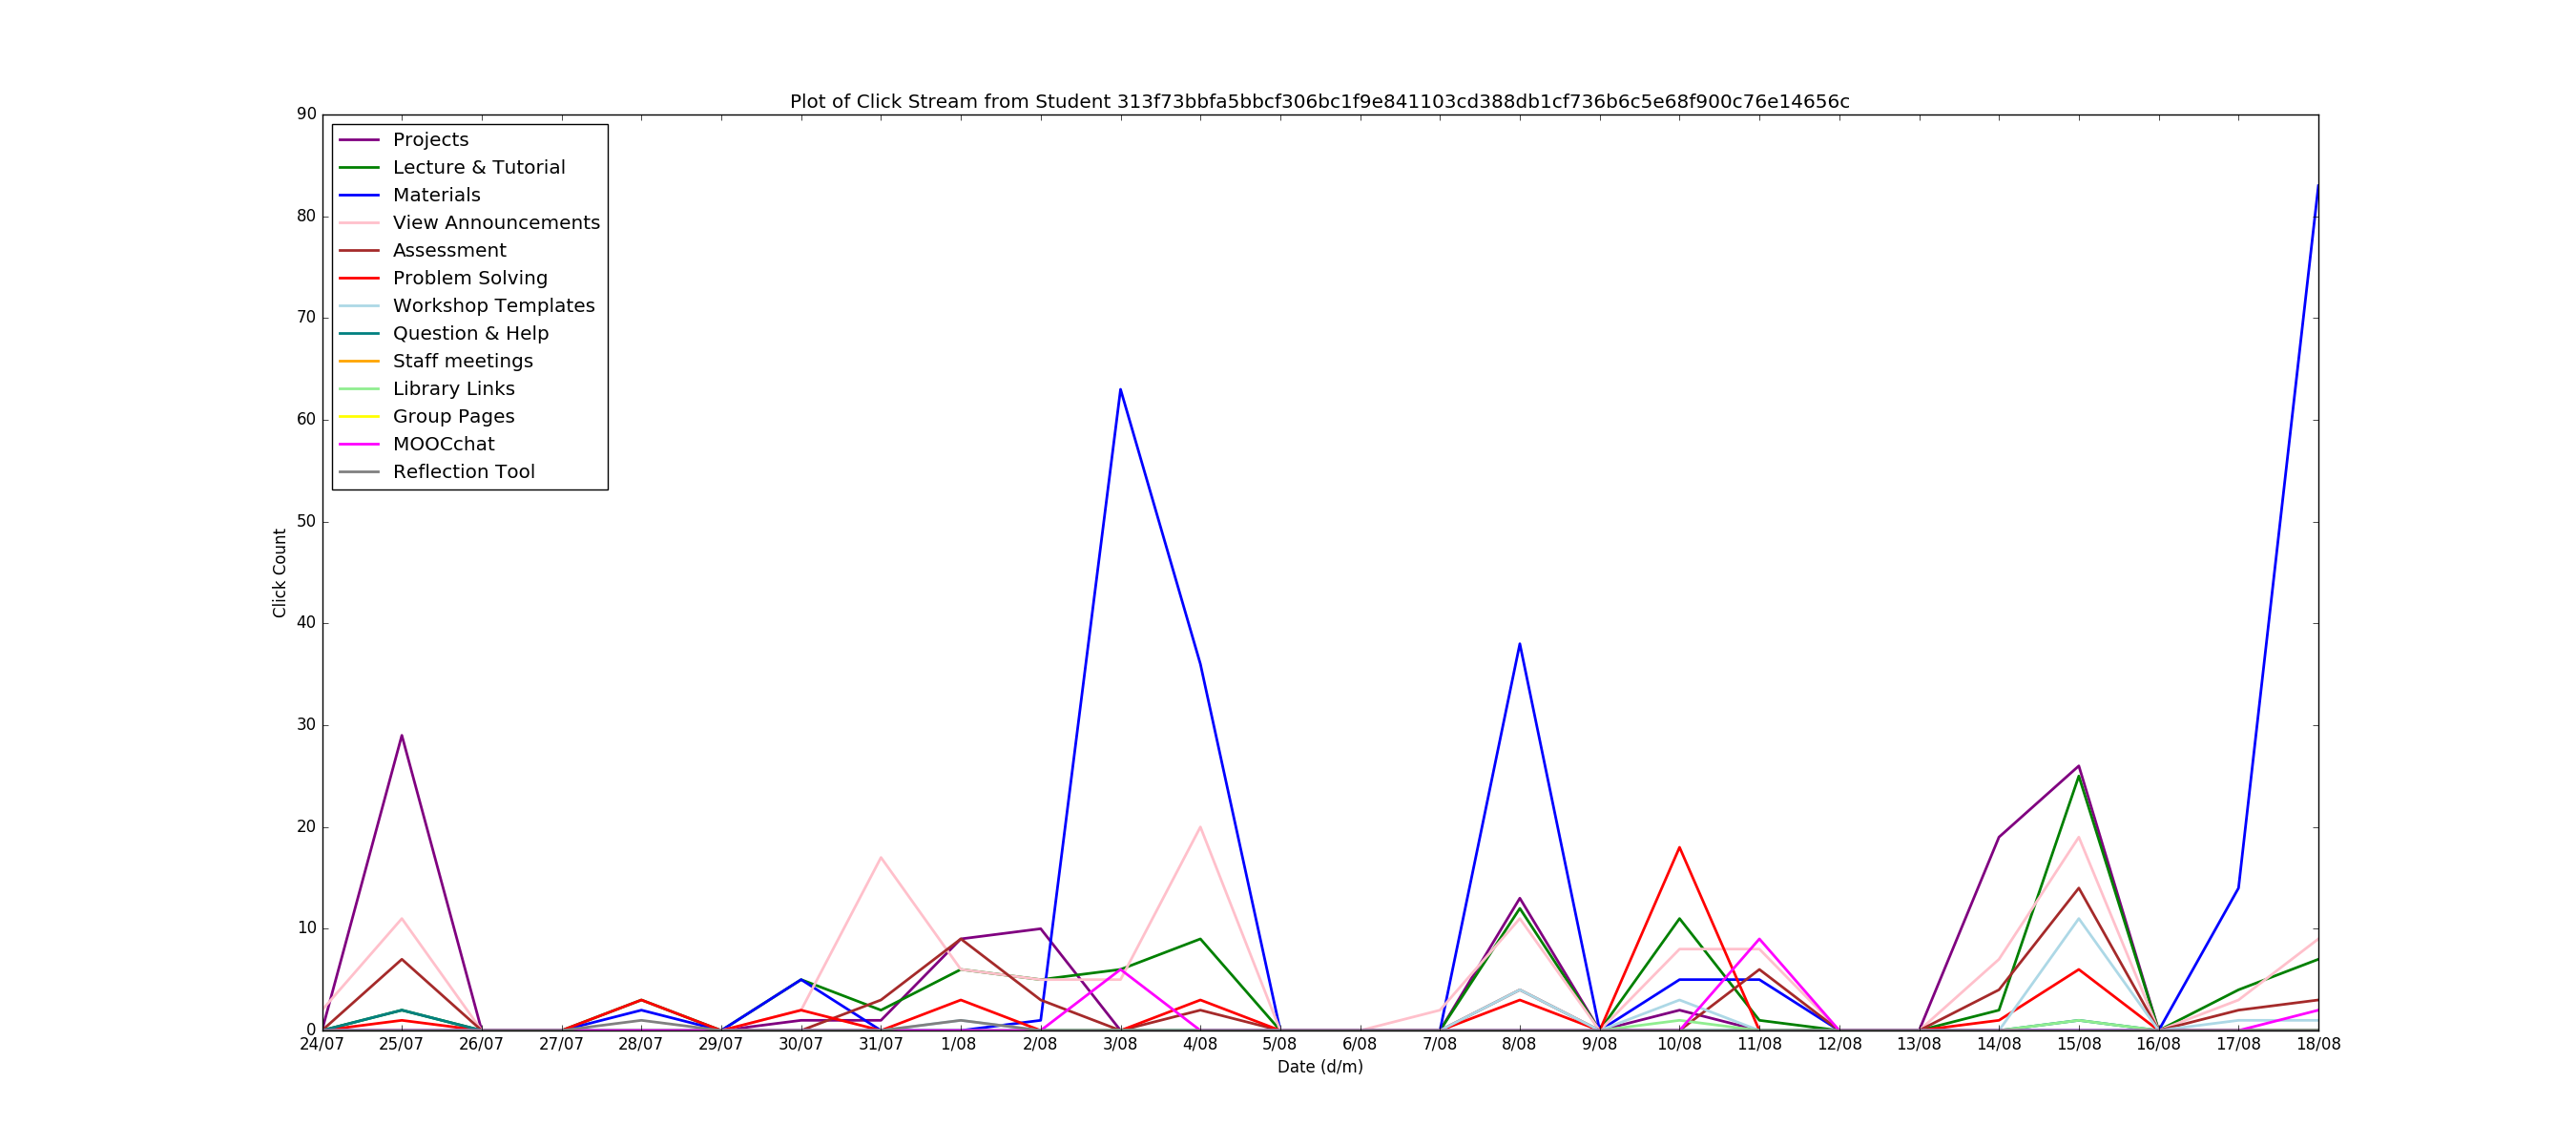 Plot of Click Stream from Student 313f73bbfa5bbcf306bc1f9e841103cd388db1cf736b6c5e68f900c76e14656c
90
80
70
60
50
40
30
20
10
0
Click Count
Projects
Lecture & Tutorial
Materials
View Announcements
Assessment
Problem Solving
Workshop Templates
Question & Help
Staff meetings
Library Links
Group Pages
MOOCchat
Reflection Tool
24/07 25/07 26/07 27/07 28/07 29/07 30/07 31/07 1/08 2/08 3/08 4/08 5/08 6/08 7/08 8/08 9/08 10/08 11/08 12/08 13/08 14/08 15/08 16/08 17/08 18/08
Date (d/m)